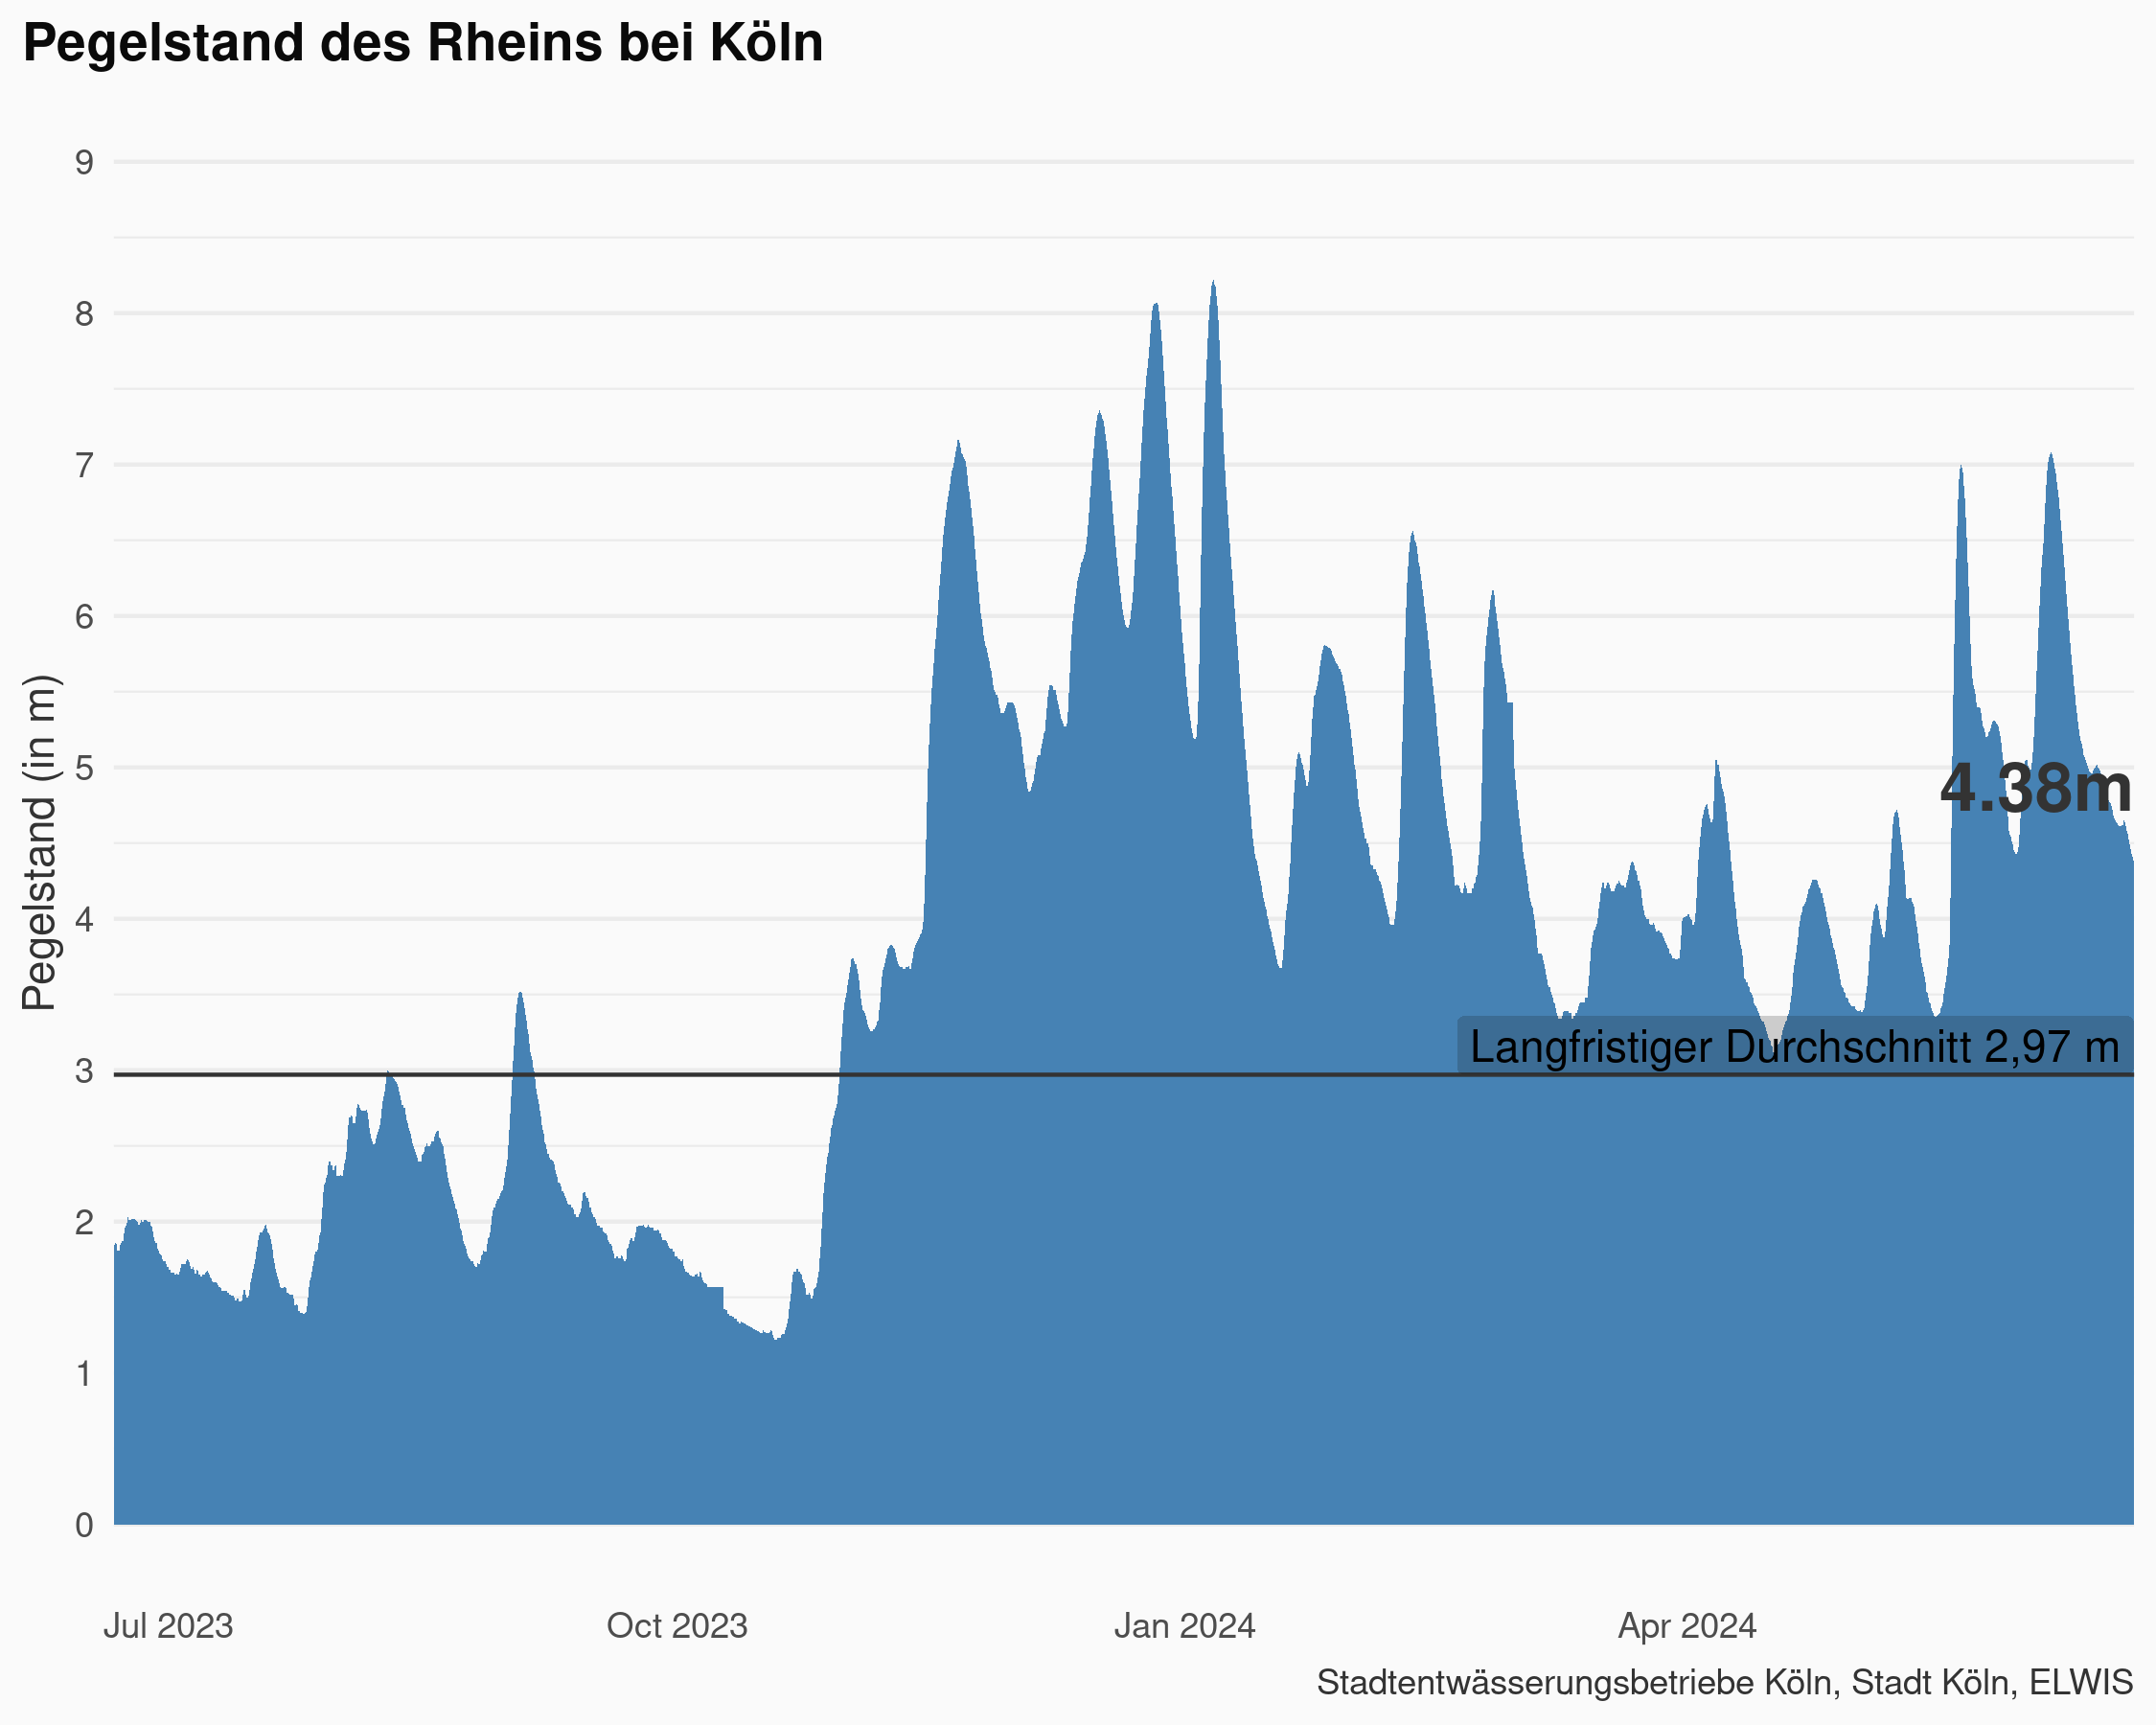 Pegelstand des Rheins bei Köln
Pegelstand (in m)
9
8
7
6
5
4
3
2
1
0
4.38m
Langfristiger Durchschnitt 2,97 m
Jul 2023
Oct 2023
Jan 2024
Apr 2024
Stadtentwässerungsbetriebe Köln, Stadt Köln, ELWIS